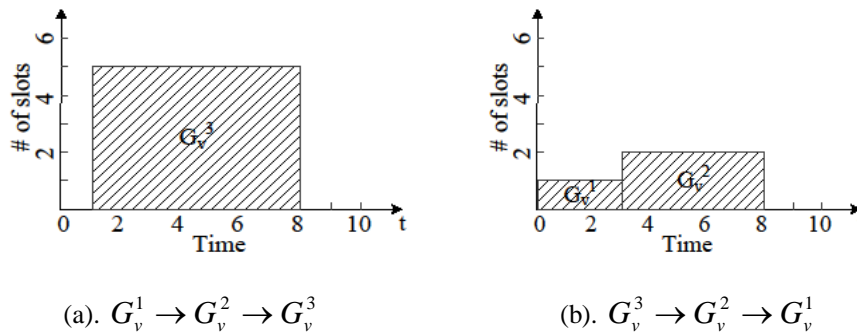 6
4
2
# of slots
G_v^3
0 2 4 6 8 10 t
Time
6
4
2
# of slots
G_v^1 G_v^2
0 2 4 6 8 10
Time
(a). G_v^1 → G_v^2 → G_v^3
(b). G_v^3 → G_v^2 → G_v^1